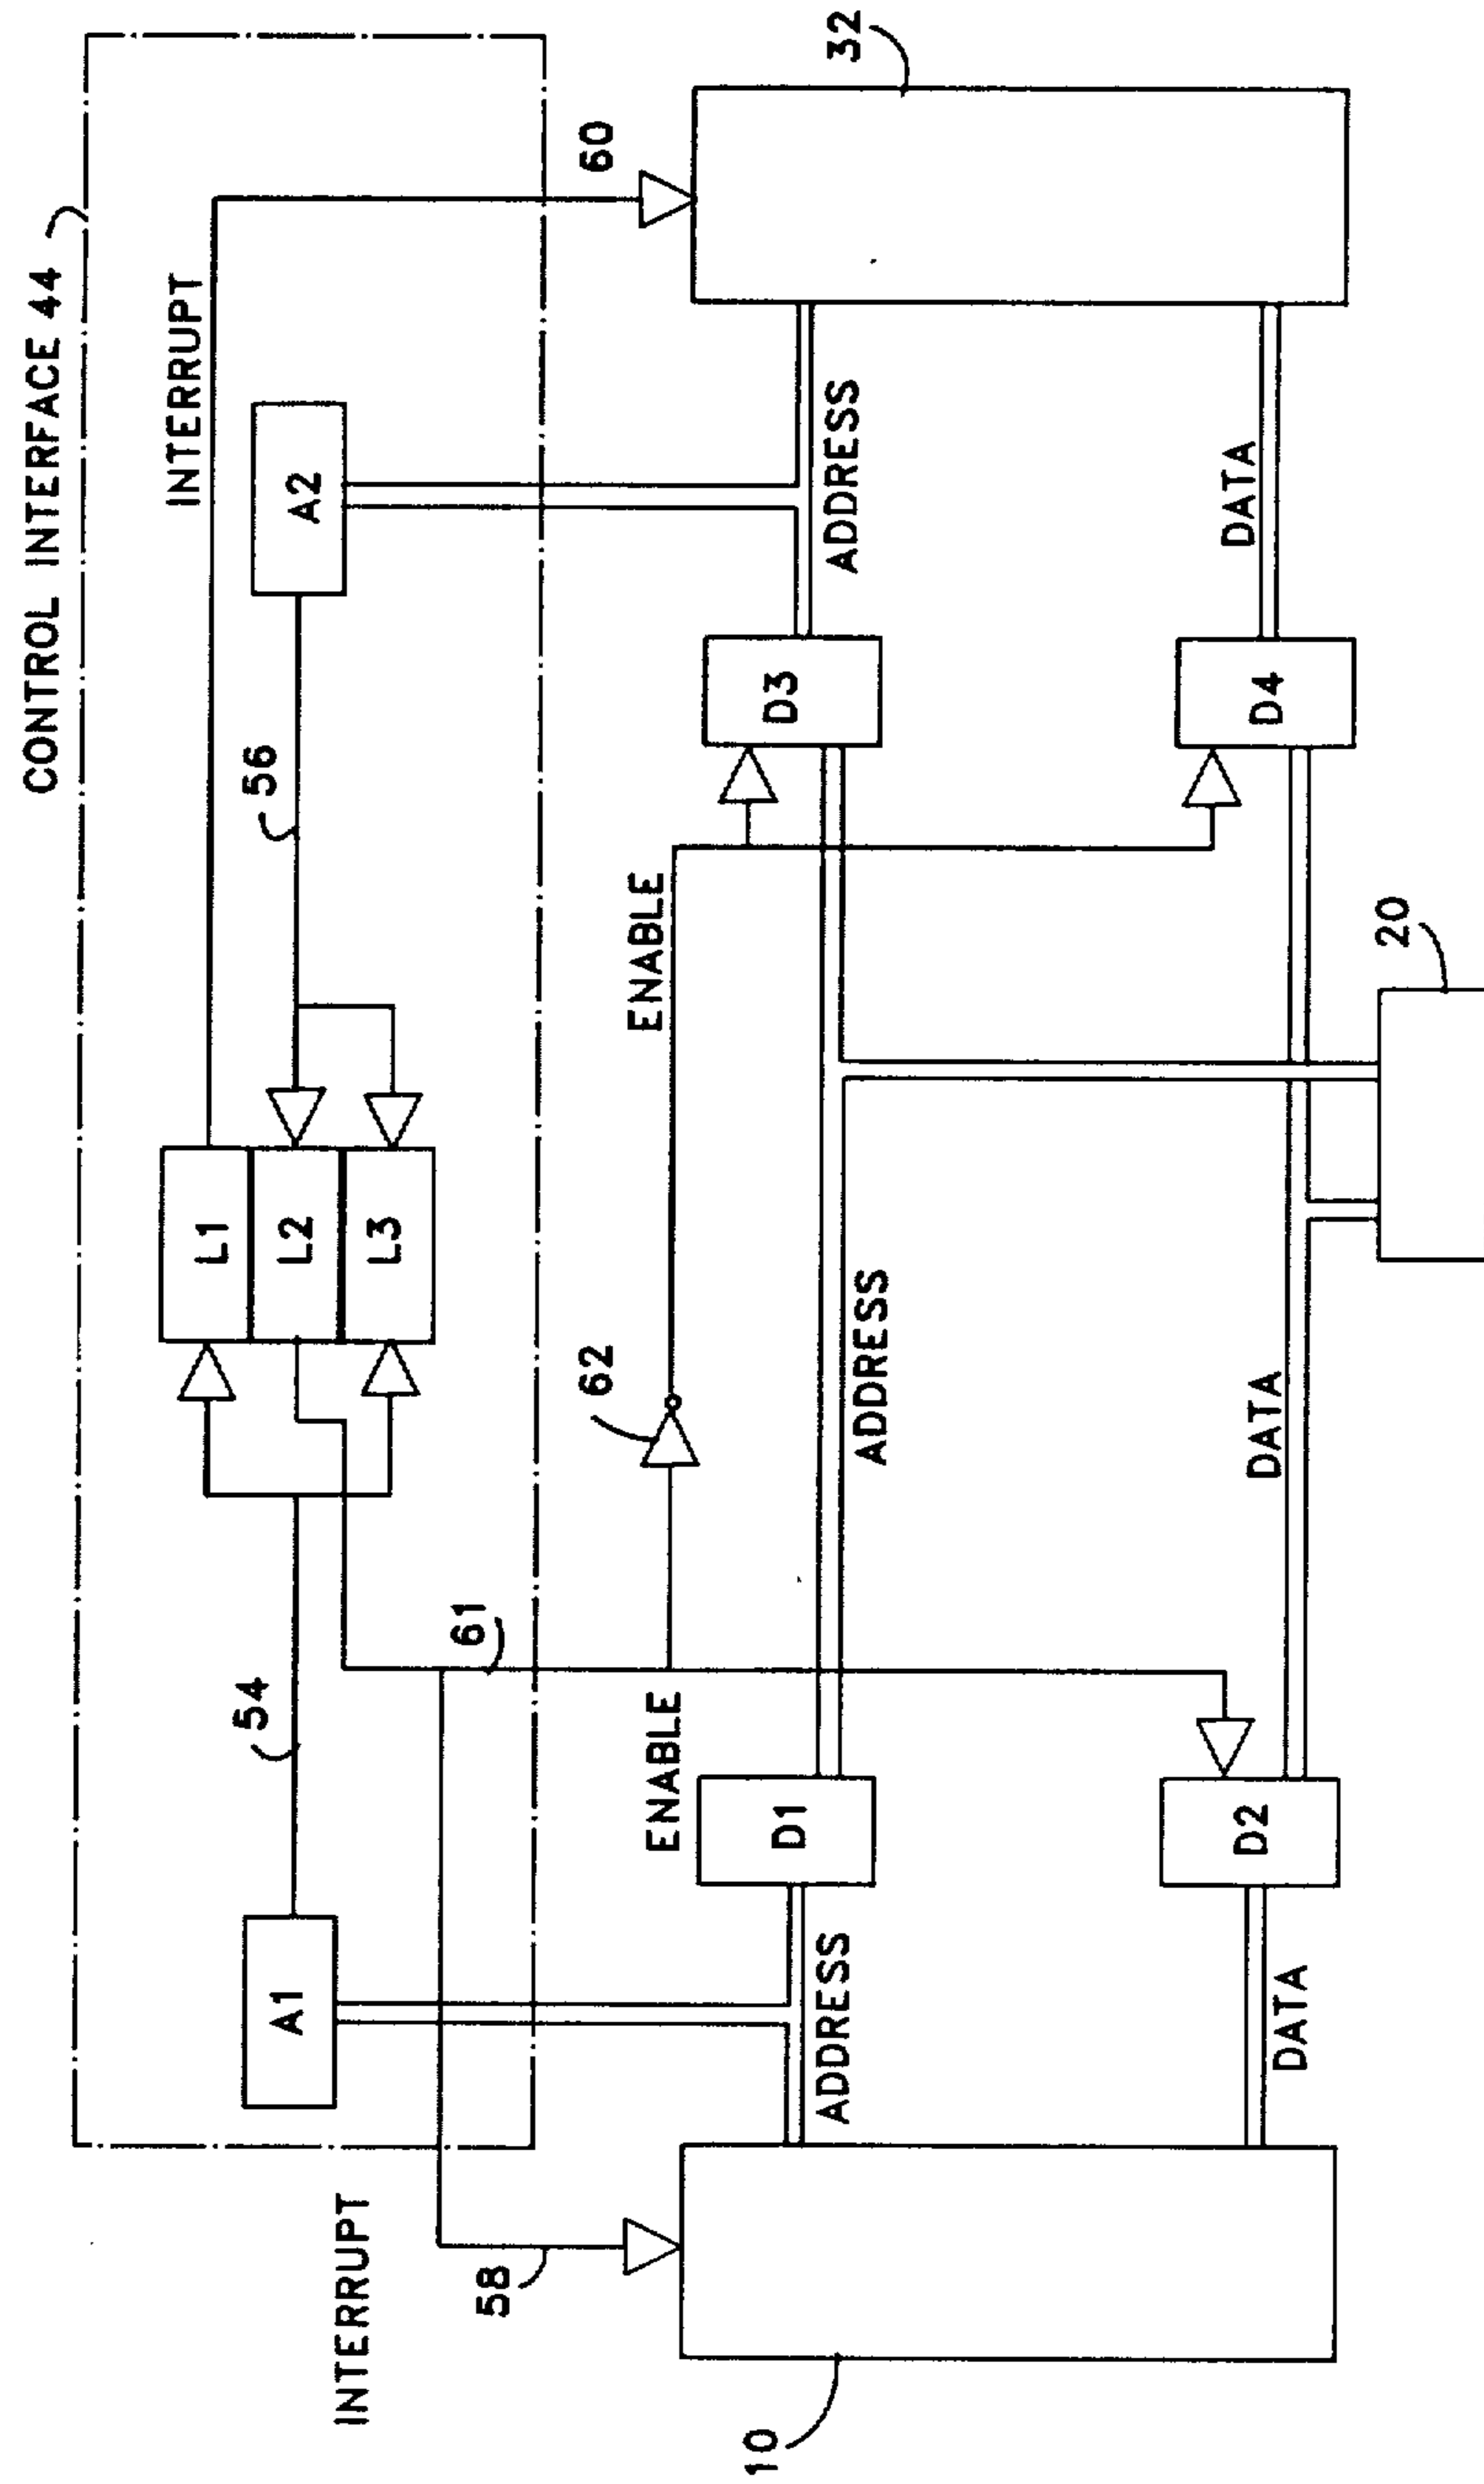 CONTROL INTERFACE 44
INTERRUPT
A1
54
L1
L2
L3
56
A2
INTERRUPT
58
61
62
60
32
ENABLE
ENABLE
D1
D3
10
ADDRESS
ADDRESS
ADDRESS
D2
D4
DATA
DATA
DATA
20